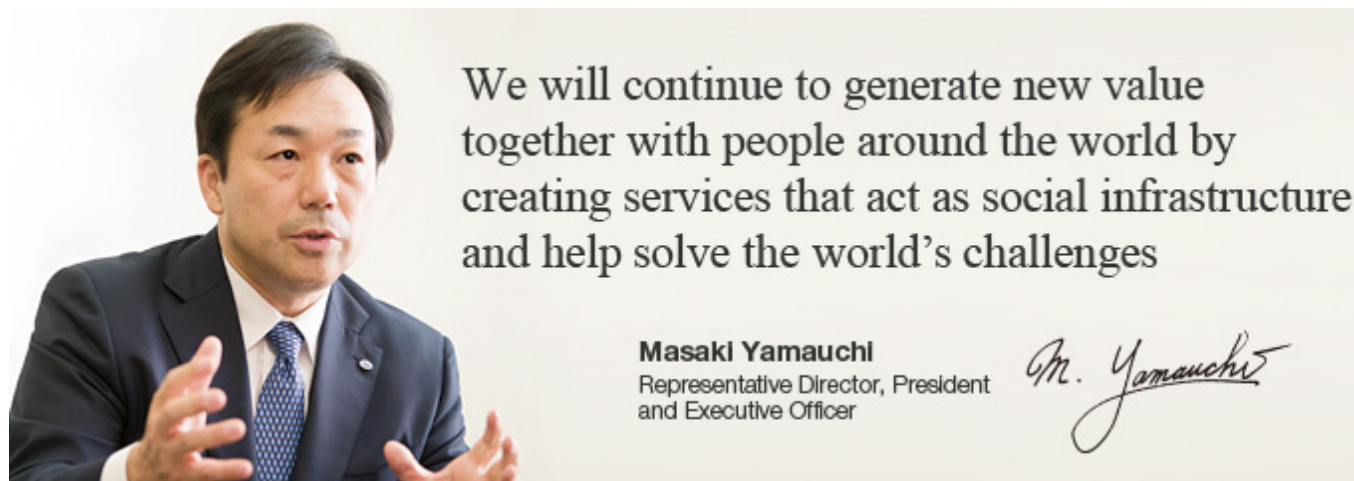 We will continue to generate new value
together with people around the world by
creating services that act as social infrastructure
and help solve the world’s challenges
Masaki Yamauchi
Representative Director, President
and Executive Officer
M. Yamauchi